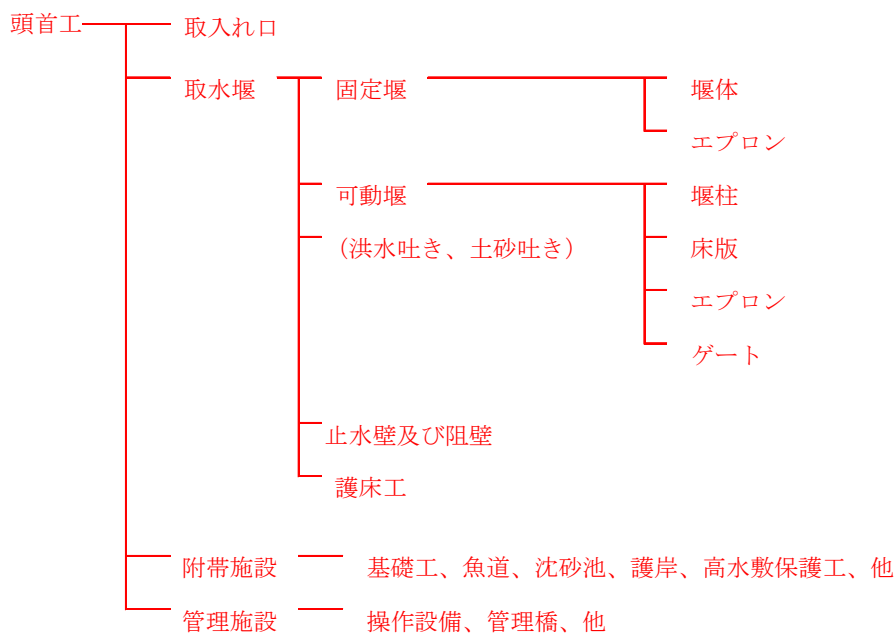 頭首工 取入れ口
取水堰 固定堰 堰体
エプロン
可動堰 堰柱
（洪水吐き、土砂吐き） 床版
エプロン
ゲート
止水壁及び阻壁
護床工
附帯施設 基礎工、魚道、沈砂池、護岸、高水敷保護工、他
管理施設 操作設備、管理橋、他